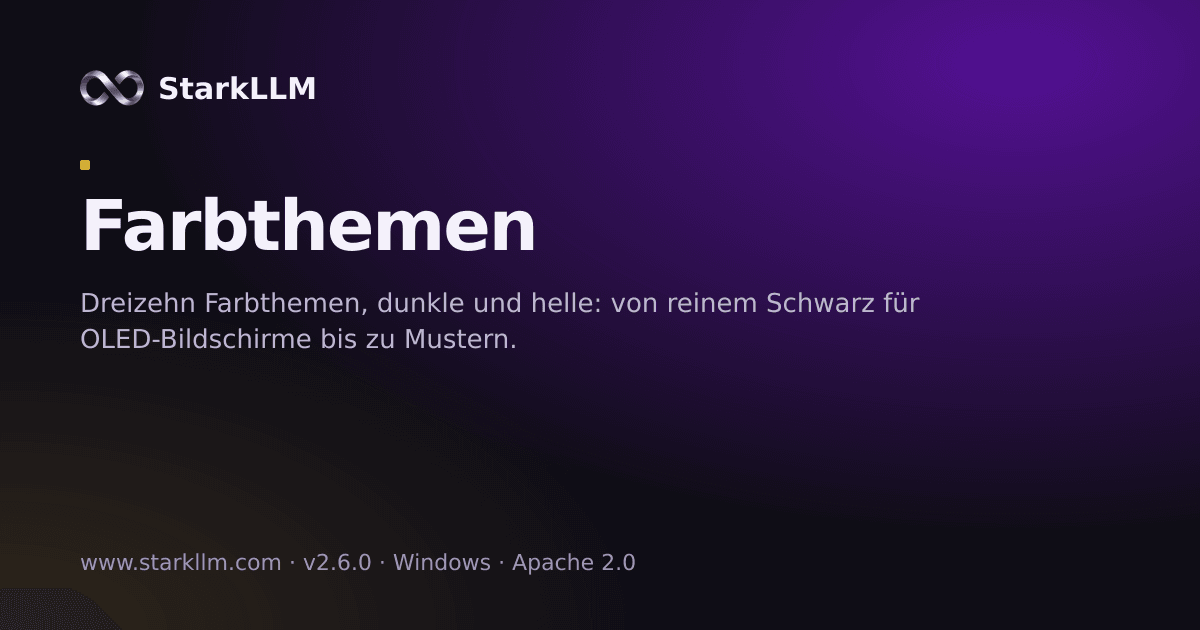 StarkLLM
Farbthemen
Dreizehn Farbthemen, dunkle und helle: von reinem Schwarz für
OLED-Bildschirme bis zu Mustern.
www.starkllm.com · v2.6.0 · Windows · Apache 2.0